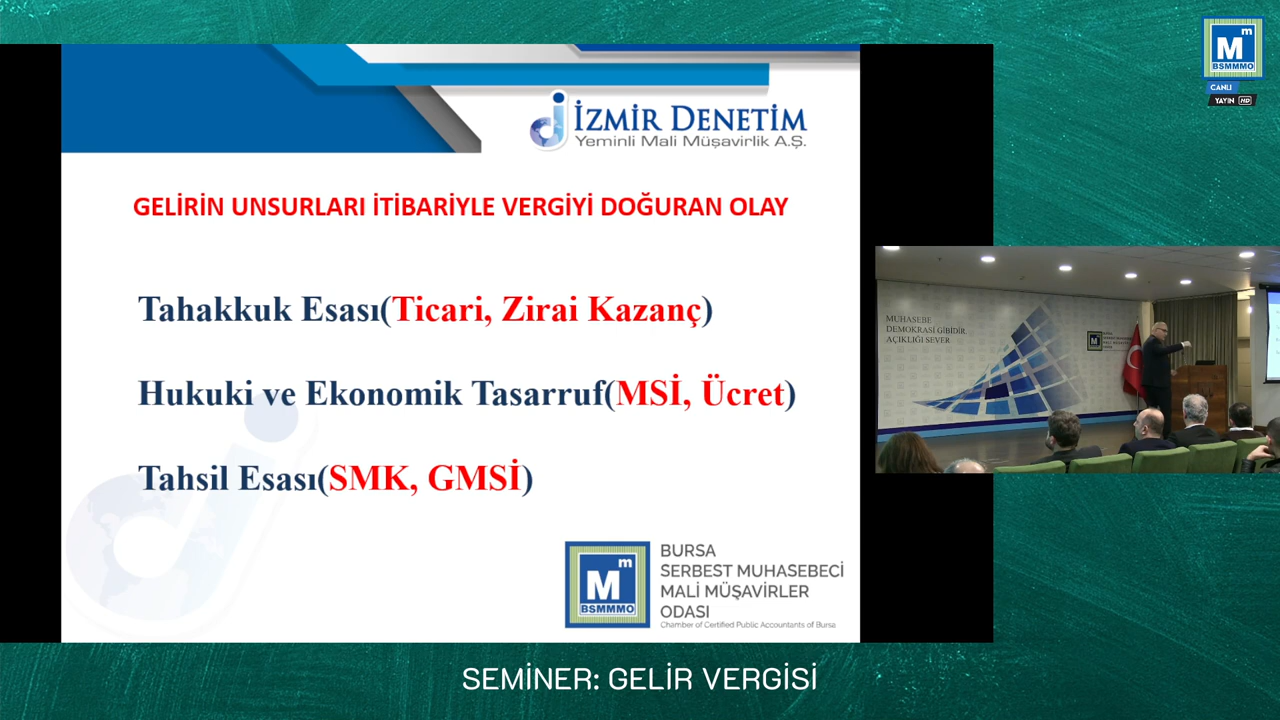 M m
BSMMMO
CANLI
YAYIN HD
İZMİR DENETİM
Yeminli Mali Müşavirlik A.Ş.
GELİRİN UNSURLARI İTİBARİYLE VERGİYİ DOĞURAN OLAY
Tahakkuk Esası(Ticari, Zirai Kazanç)
Hukuki ve Ekonomik Tasarruf(MSİ, Ücret)
Tahsil Esası(SMK, GMSİ)
M m
BSMMMO
BURSA
SERBEST MUHASEBECİ
MALİ MÜŞAVİRLER
ODASI
Chamber of Certified Public Accountants of Bursa
MUHASEBE
DEMOKRASİ GİBİDİR
AÇIKLIĞI SEVER
SEMİNER: GELİR VERGİSİ